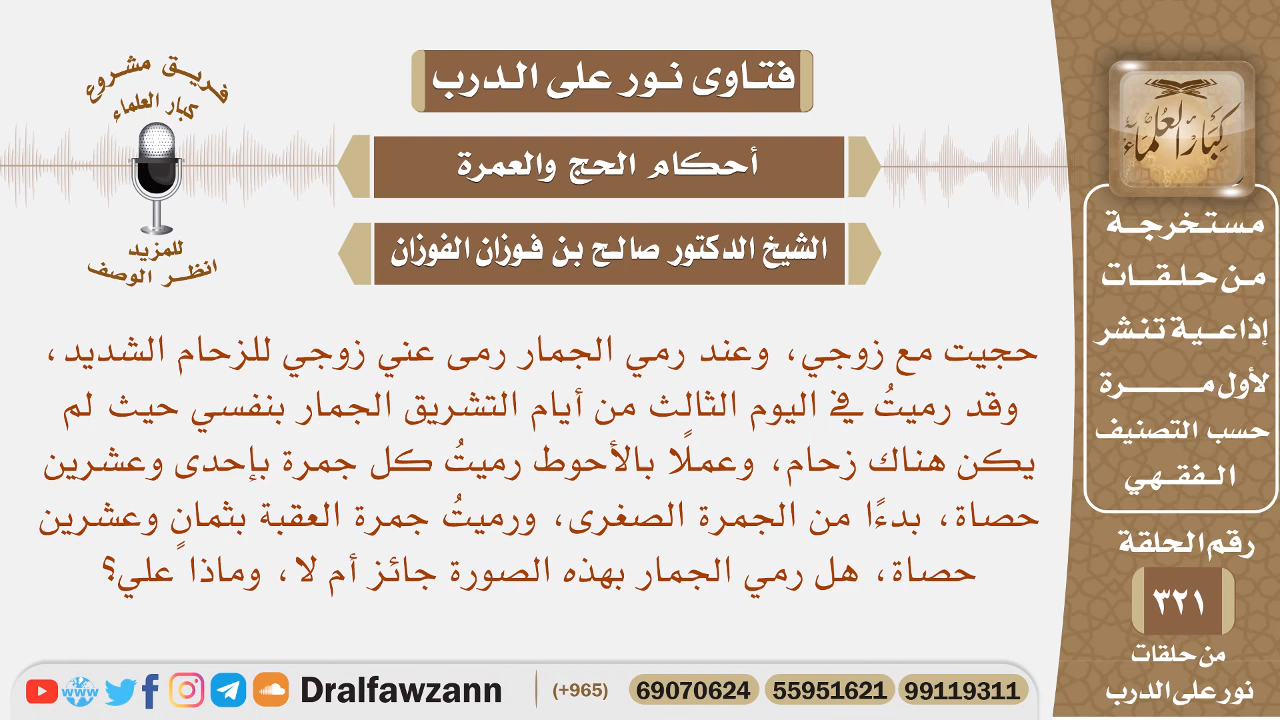 فتاوى نور على الدرب
أحكام الحج والعمرة
الشيخ الدكتور صالح بن فوزان الفوزان
فريق مشروع
كبار العلماء
للمزيد
انظر الوصف
حجيت مع زوجي، وعند رمي الجمار رمى عني زوجي للزحام الشديد،
وقد رميتُ في اليوم الثالث من أيام التشريق الجمار بنفسي حيث لم
يكن هناك زحام، وعملًا بالأحوط رميتُ كل جمرة بإحدى وعشرين
حصاة، بدءًا من الجمرة الصغرى، ورميتُ جمرة العقبة بثمانٍ وعشرين
حصاة، هل رمي الجمار بهذه الصورة جائز أم لا، وماذا علي؟
كبار العلماء
مستخرجة
من حلقات
إذاعية تنشر
لأول مرة
حسب التصنيف
الفقهي
رقم الحلقة
٣٢١
من حلقات
نور على الدرب
www
Dralfawzann
(+965)
69070624
55951621
99119311